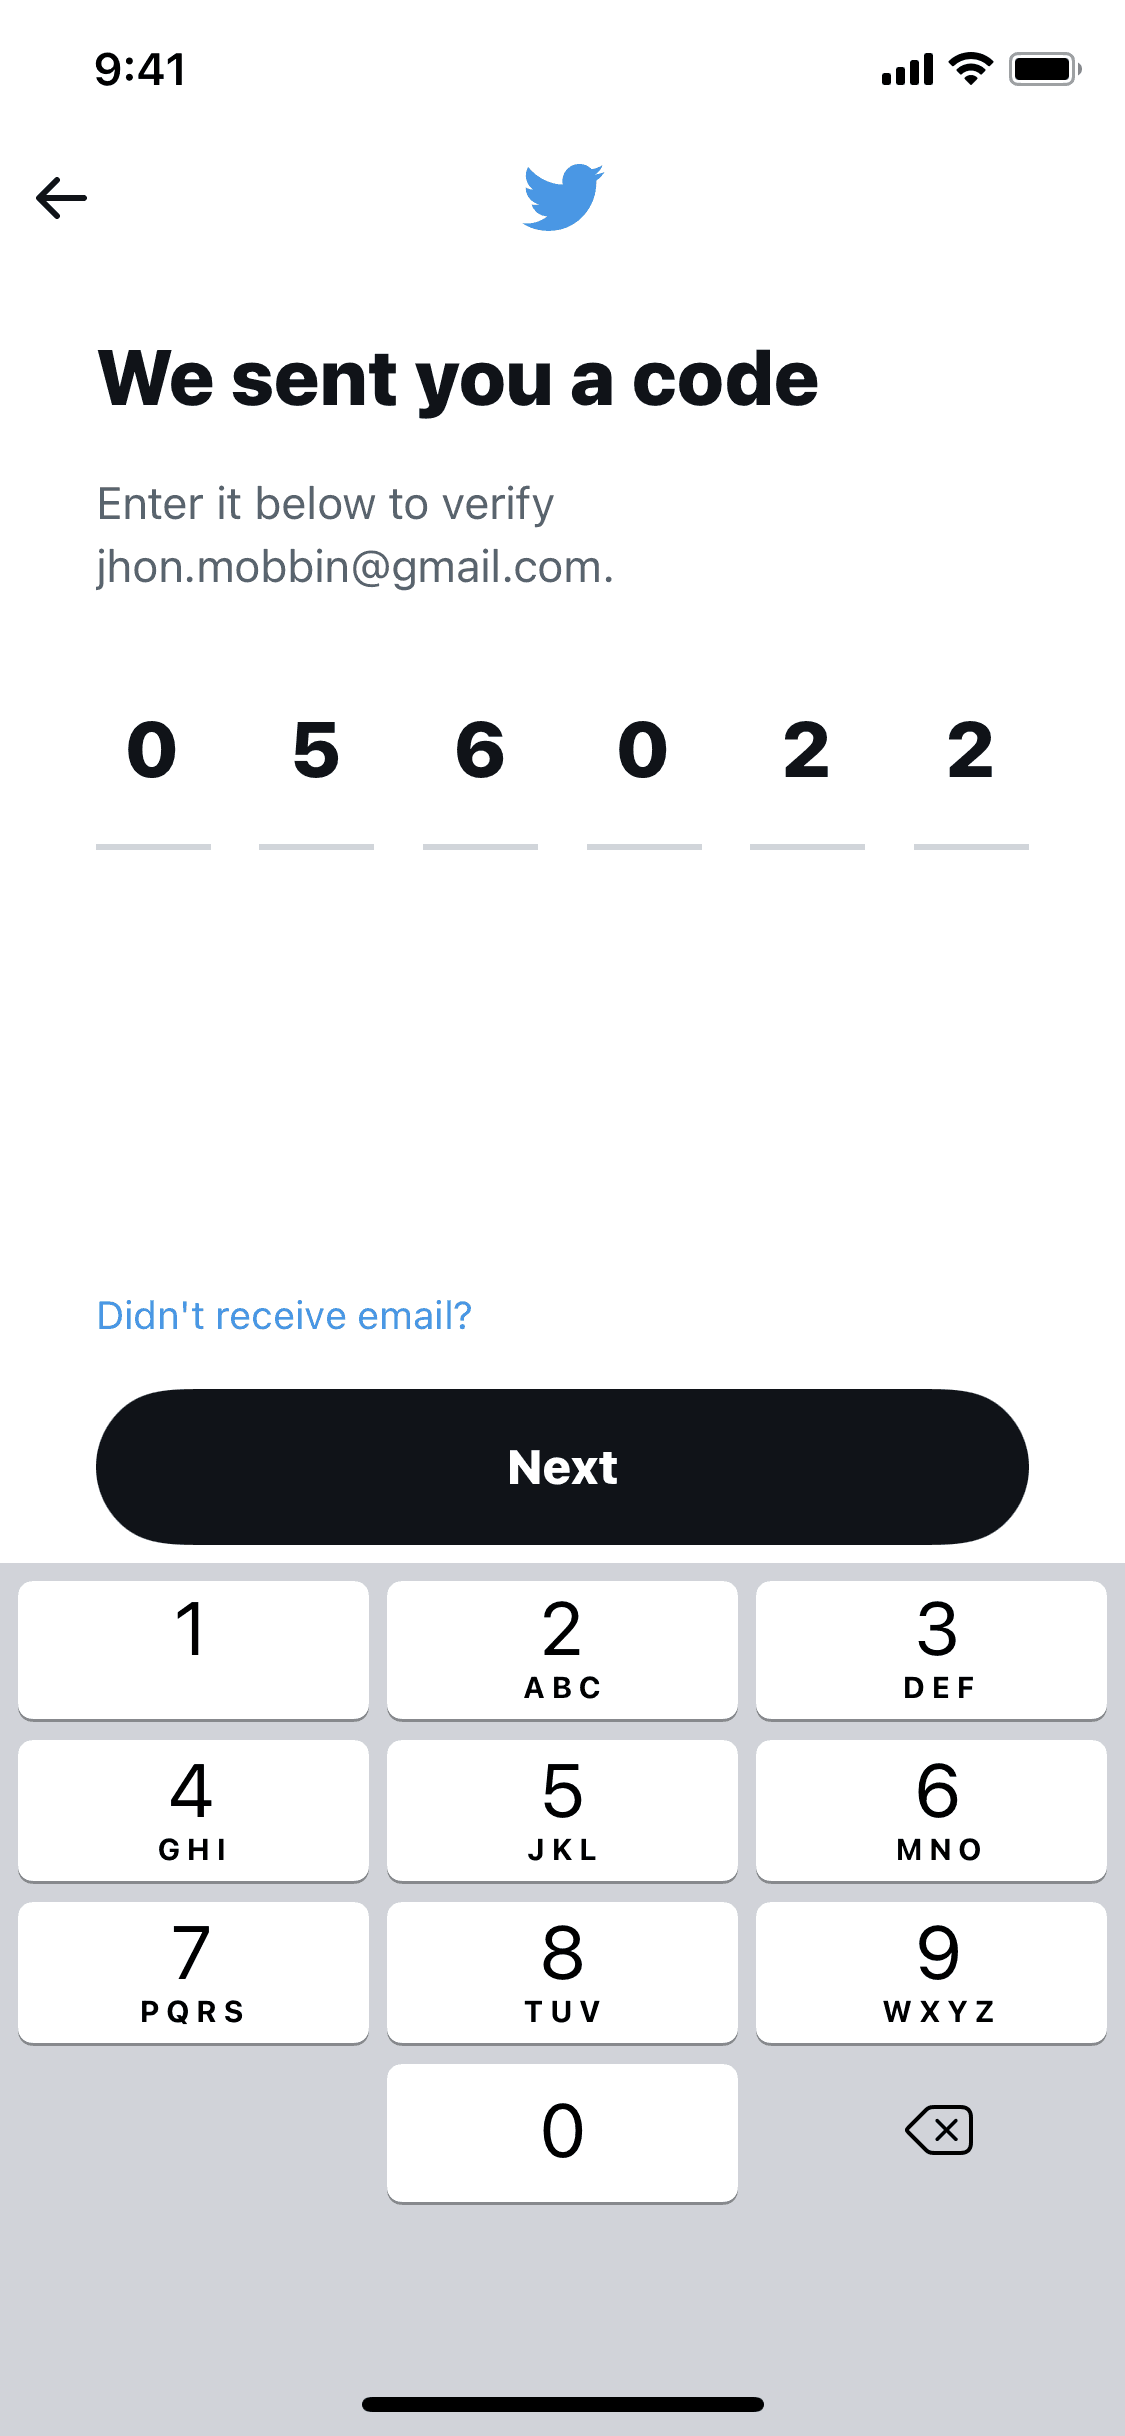 9:41
We sent you a code
Enter it below to verify
jhon.mobbin@gmail.com.
0 5 6 0 2 2
Didn't receive email?
Next
1 2 3
ABC DEF
4 5 6
GHI JKL MNO
7 8 9
PQRS TUV WXYZ
0